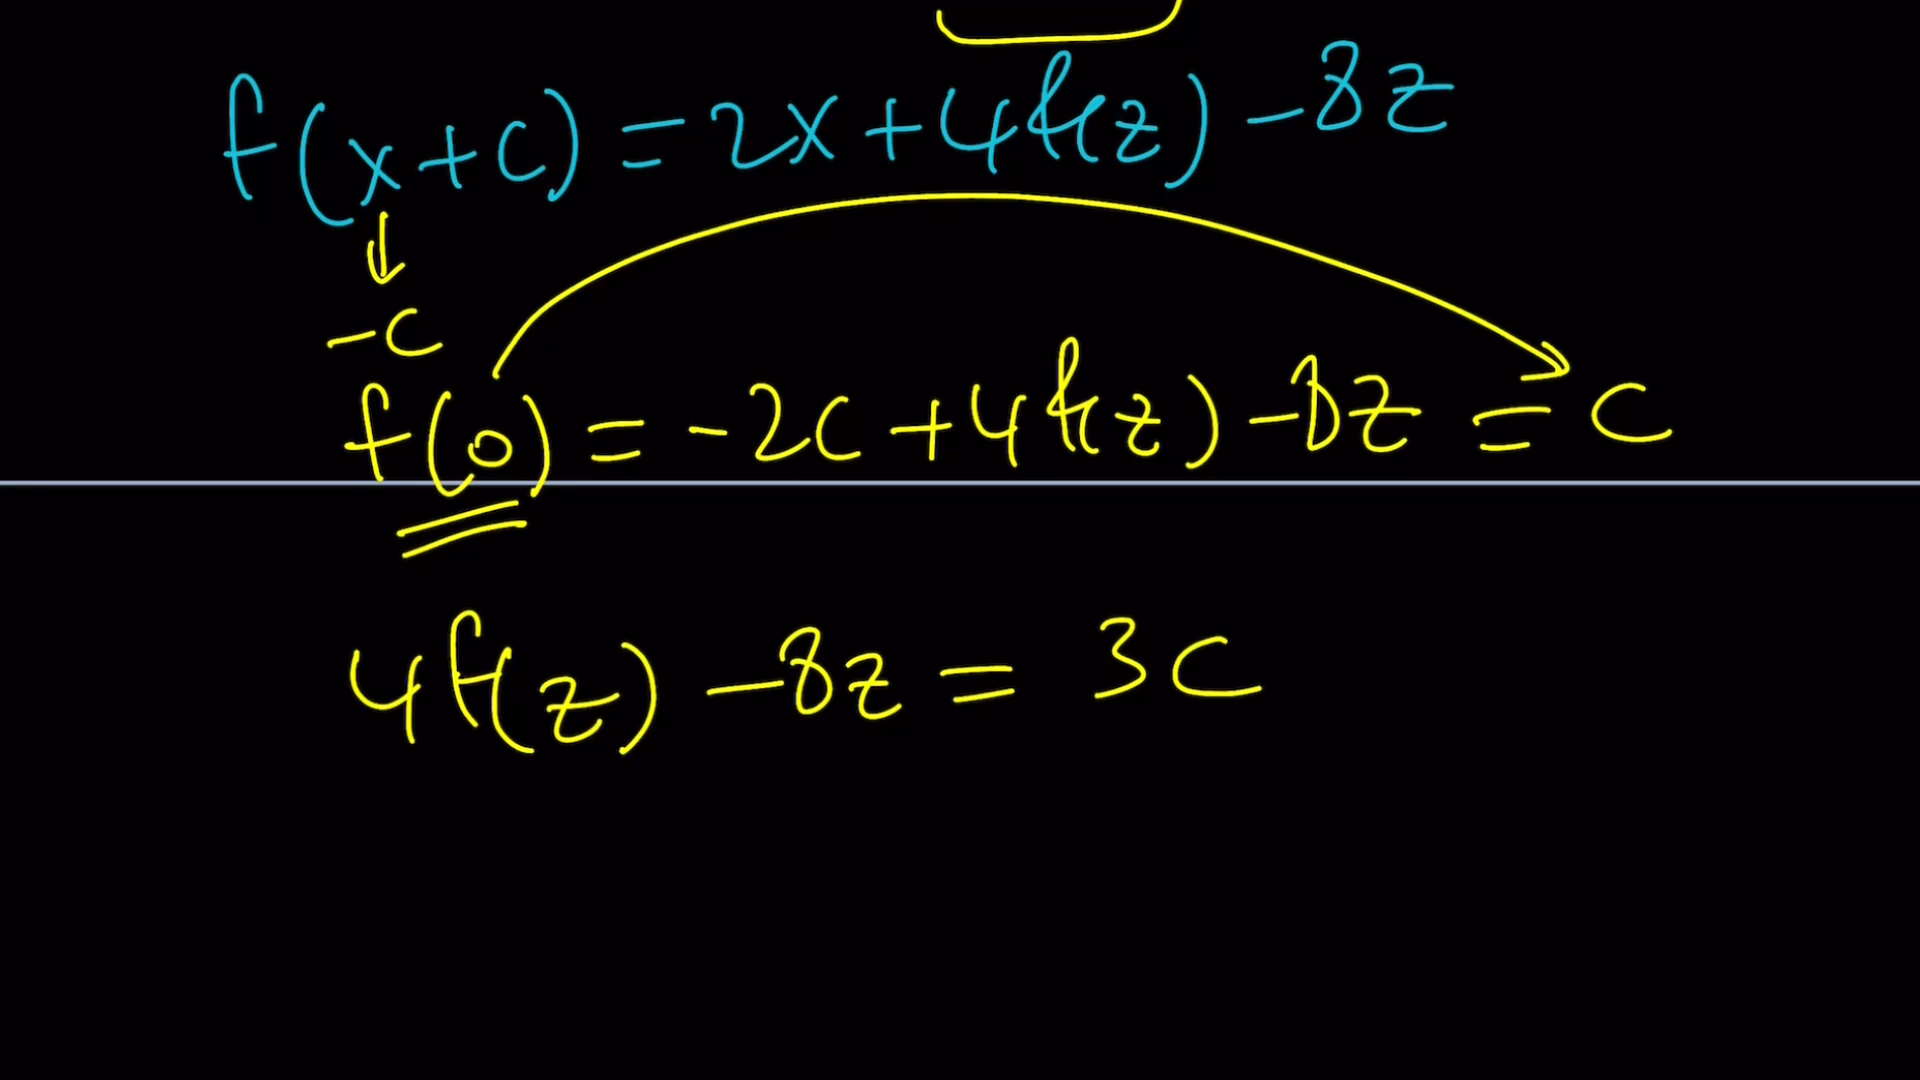 f(x+c) = 2x+4f(z)-8z
-c
f(0) = -2c+4f(z)-8z = c
4f(z)-8z = 3c